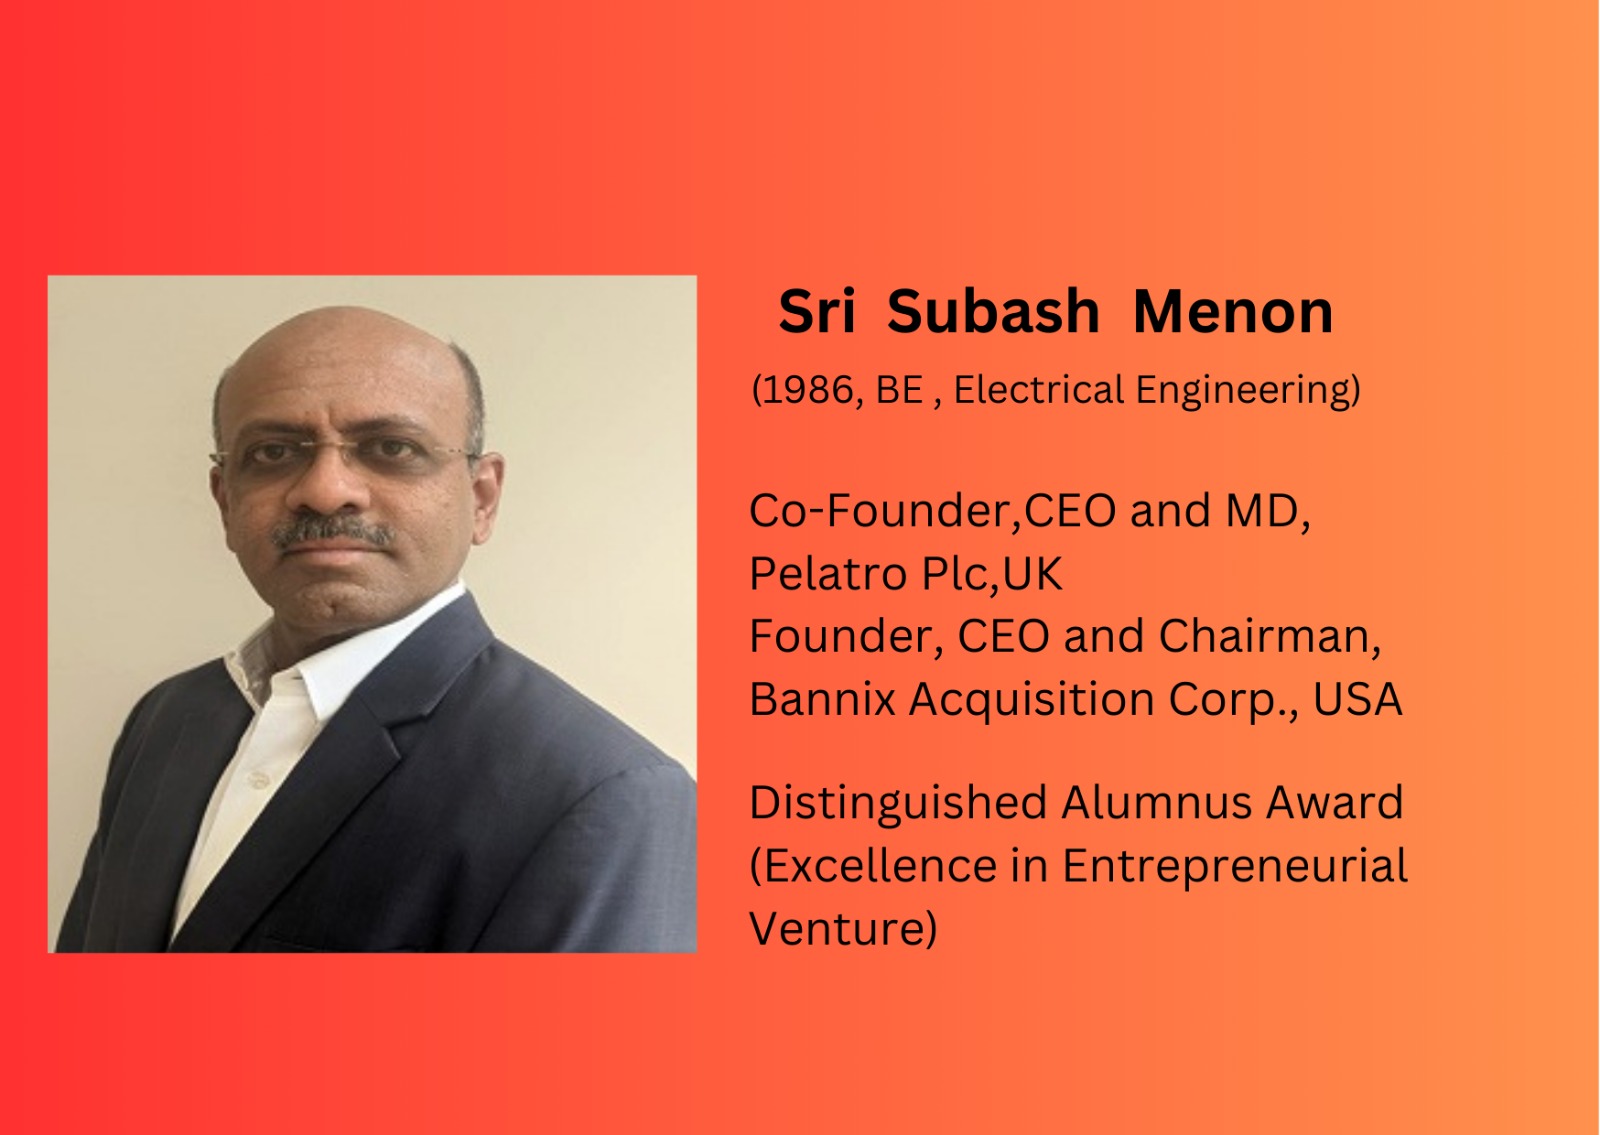 Sri Subash Menon
(1986, BE , Electrical Engineering)
Co-Founder,CEO and MD,
Pelatro Plc,UK
Founder, CEO and Chairman,
Bannix Acquisition Corp., USA
Distinguished Alumnus Award
(Excellence in Entrepreneurial
Venture)